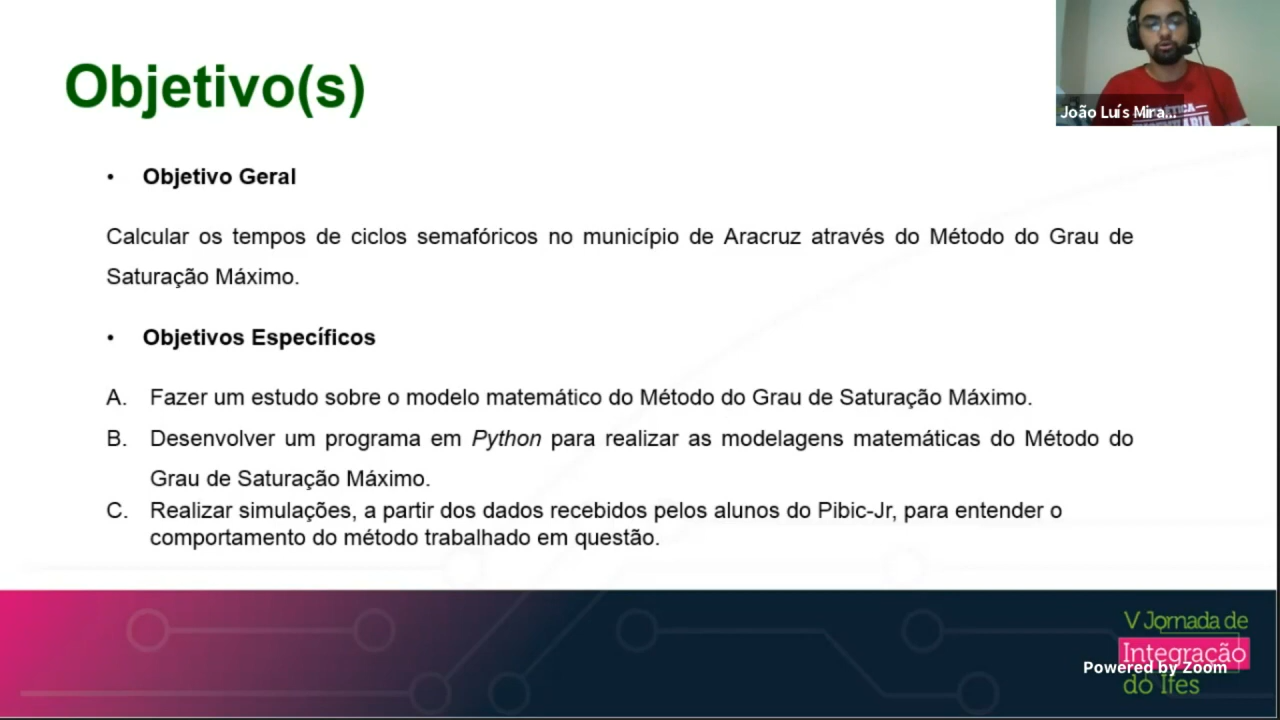 Objetivo(s)
João Luís Mira...
• Objetivo Geral
Calcular os tempos de ciclos semafóricos no município de Aracruz através do Método do Grau de
Saturação Máximo.
• Objetivos Específicos
A. Fazer um estudo sobre o modelo matemático do Método do Grau de Saturação Máximo.
B. Desenvolver um programa em Python para realizar as modelagens matemáticas do Método do
Grau de Saturação Máximo.
C. Realizar simulações, a partir dos dados recebidos pelos alunos do Pibic-Jr, para entender o
comportamento do método trabalhado em questão.
V Jornada de
Integração
Powered by Zoom
do Ifes